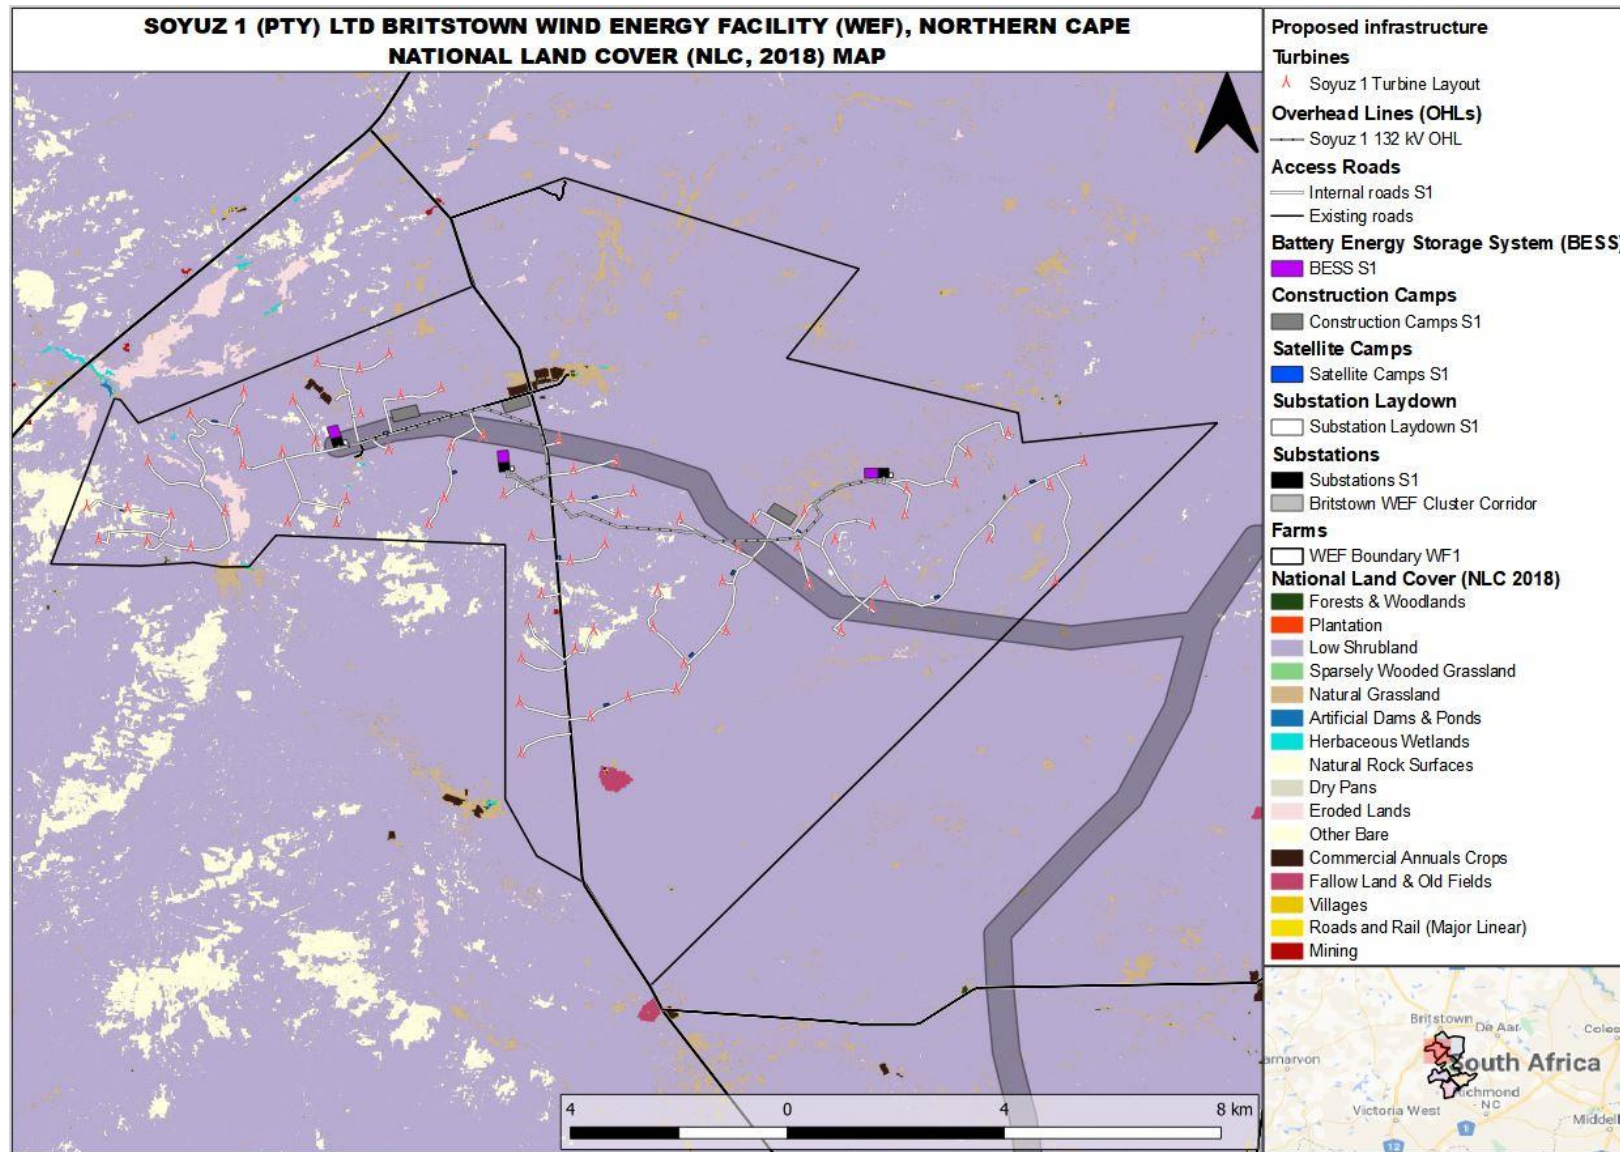 SOYUZ 1 (PTY) LTD BRITSTOWN WIND ENERGY FACILITY (WEF), NORTHERN CAPE
NATIONAL LAND COVER (NLC, 2018) MAP
Proposed infrastructure
Turbines
Soyuz 1 Turbine Layout
Overhead Lines (OHLs)
Soyuz 1 132 kV OHL
Access Roads
Internal roads S1
Existing roads
Battery Energy Storage System (BESS)
BESS S1
Construction Camps
Construction Camps S1
Satellite Camps
Satellite Camps S1
Substation Laydown
Substation Laydown S1
Substations
Substations S1
Britstown WEF Cluster Corridor
Farms
WEF Boundary WF1
National Land Cover (NLC 2018)
Forests & Woodlands
Plantation
Low Shrubland
Sparsely Wooded Grassland
Natural Grassland
Artificial Dams & Ponds
Herbaceous Wetlands
Natural Rock Surfaces
Dry Pans
Eroded Lands
Other Bare
Commercial Annuals Crops
Fallow Land & Old Fields
Villages
Roads and Rail (Major Linear)
Mining
4 0 4 8 km
Britstown
De Aar
Coles
arnarvon
South Africa
Richmond
NC
Victoria West
Middel
1
12